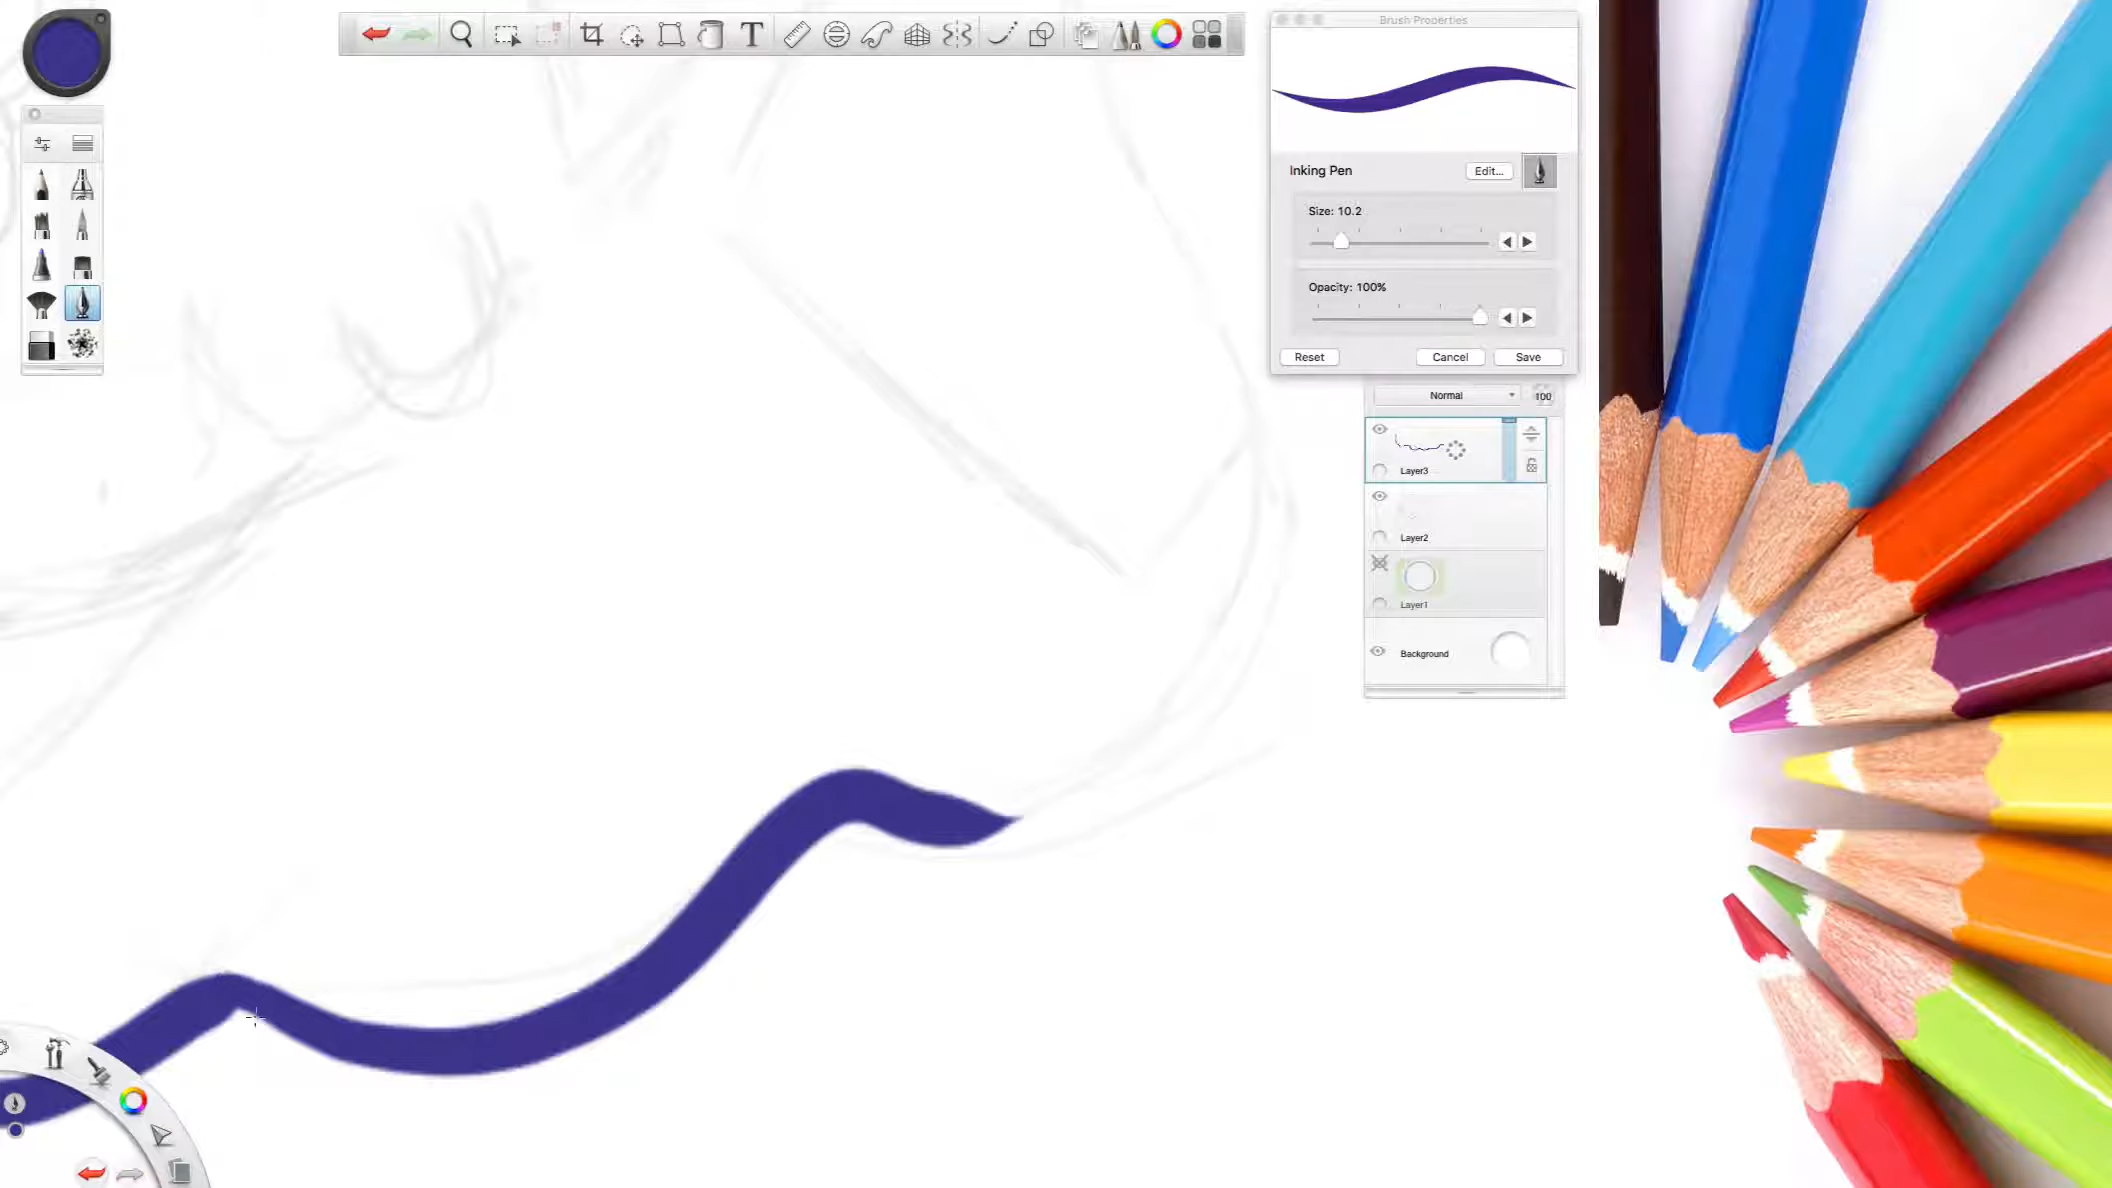 T
Brush Properties
Inking Pen
Edit...
Size: 10.2
Opacity: 100%
Reset
Cancel
Save
Normal
100
Layer3
Layer2
Layer1
Background